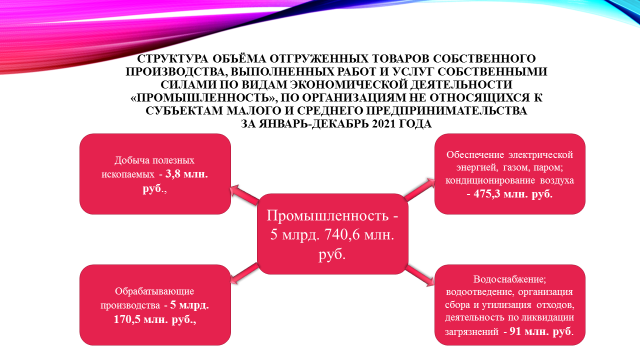 СТРУКТУРА ОБЪЁМА ОТГРУЖЕННЫХ ТОВАРОВ СОБСТВЕННОГО
ПРОИЗВОДСТВА, ВЫПОЛНЕННЫХ РАБОТ И УСЛУГ СОБСТВЕННЫМИ
СИЛАМИ ПО ВИДАМ ЭКОНОМИЧЕСКОЙ ДЕЯТЕЛЬНОСТИ
«ПРОМЫШЛЕННОСТЬ», ПО ОРГАНИЗАЦИЯМ НЕ ОТНОСЯЩИХСЯ К
СУБЪЕКТАМ МАЛОГО И СРЕДНЕГО ПРЕДПРИНИМАТЕЛЬСТВА
ЗА ЯНВАРЬ-ДЕКАБРЬ 2021 ГОДА
Добыча полезных
ископаемых - 3,8 млн.
руб.,
Обеспечение электрической
энергией, газом, паром;
кондиционирование воздуха
- 475,3 млн. руб.
Промышленность -
5 млрд. 740,6 млн.
руб.
Обрабатывающие
производства - 5 млрд.
170,5 млн. руб.,
Водоснабжение;
водоотведение, организация
сбора и утилизация отходов,
деятельность по ликвидации
загрязнений - 91 млн. руб.